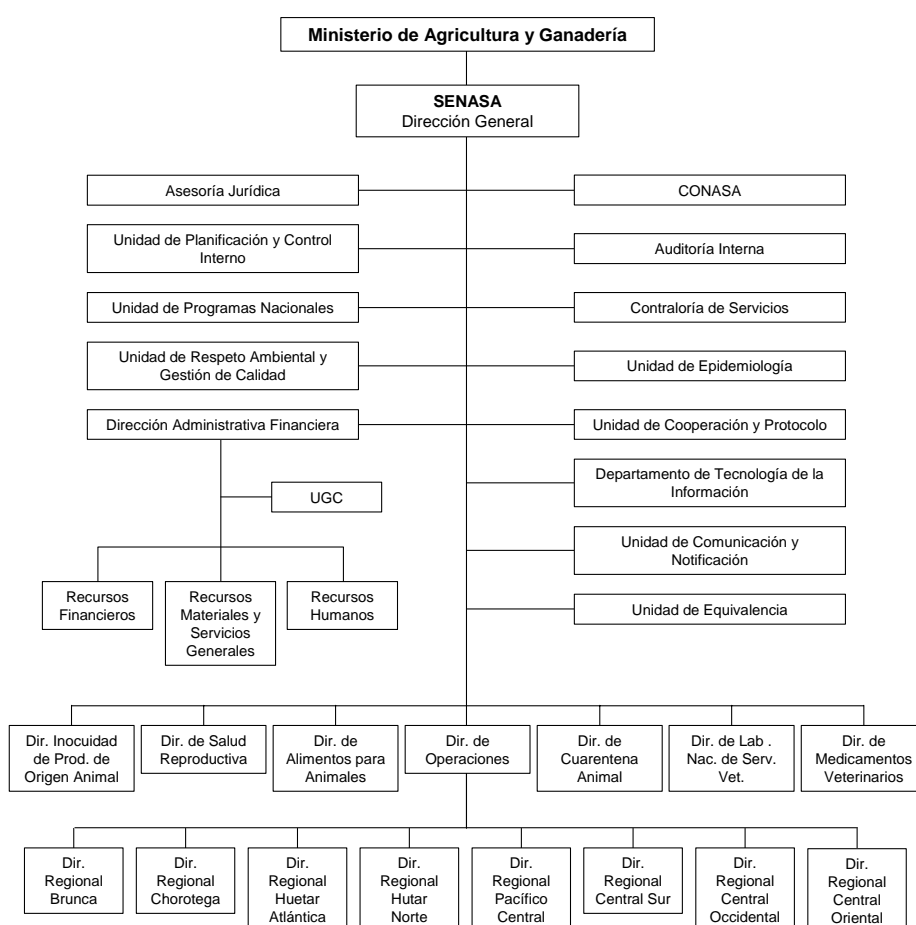 Ministerio de Agricultura y Ganadería
SENASA
Dirección General
Asesoría Jurídica
CONASA
Unidad de Planificación y Control
Interno
Auditoría Interna
Unidad de Programas Nacionales
Contraloría de Servicios
Unidad de Respeto Ambiental y
Gestión de Calidad
Unidad de Epidemiología
Dirección Administrativa Financiera
Unidad de Cooperación y Protocolo
Departamento de Tecnología de la
Información
UGC
Unidad de Comunicación y
Notificación
Recursos
Financieros
Recursos
Materiales y
Servicios
Generales
Recursos
Humanos
Unidad de Equivalencia
Dir. Inocuidad
de Prod. de
Origen Animal
Dir. de Salud
Reproductiva
Dir. de
Alimentos para
Animales
Dir. de
Operaciones
Dir. de
Cuarentena
Animal
Dir. de Lab .
Nac. de Serv.
Vet.
Dir. de
Medicamentos
Veterinarios
Dir.
Regional
Brunca
Dir.
Regional
Chorotega
Dir.
Regional
Huetar
Atlántica
Dir.
Regional
Hutar
Norte
Dir.
Regional
Pacífico
Central
Dir.
Regional
Central Sur
Dir.
Regional
Central
Occidental
Dir.
Regional
Central
Oriental